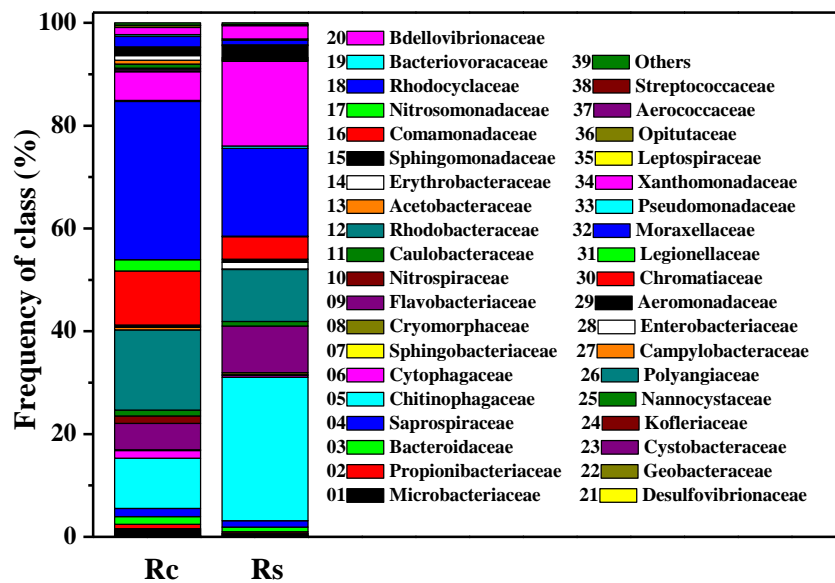 Frequency of class (%)
100
80
60
40
20
0
Rc Rs
20 Bdellovibrionaceae
19 Bacteriovoracaceae
18 Rhodocyclaceae
17 Nitrosomonadaceae
16 Comamonadaceae
15 Sphingomonadaceae
14 Erythrobacteraceae
13 Acetobacteraceae
12 Rhodobacteraceae
11 Caulobacteraceae
10 Nitrospiraceae
09 Flavobacteriaceae
08 Cryomorphaceae
07 Sphingobacteriaceae
06 Cytophagaceae
05 Chitinophagaceae
04 Saprospiraceae
03 Bacteroidaceae
02 Propionibacteriaceae
01 Microbacteriaceae
39 Others
38 Streptococcaceae
37 Aerococcaceae
36 Opitutaceae
35 Leptospiraceae
34 Xanthomonadaceae
33 Pseudomonadaceae
32 Moraxellaceae
31 Legionellaceae
30 Chromatiaceae
29 Aeromonadaceae
28 Enterobacteriaceae
27 Campylobacteraceae
26 Polyangiaceae
25 Nannocystaceae
24 Kofleriaceae
23 Cystobacteraceae
22 Geobacteraceae
21 Desulfovibrionaceae